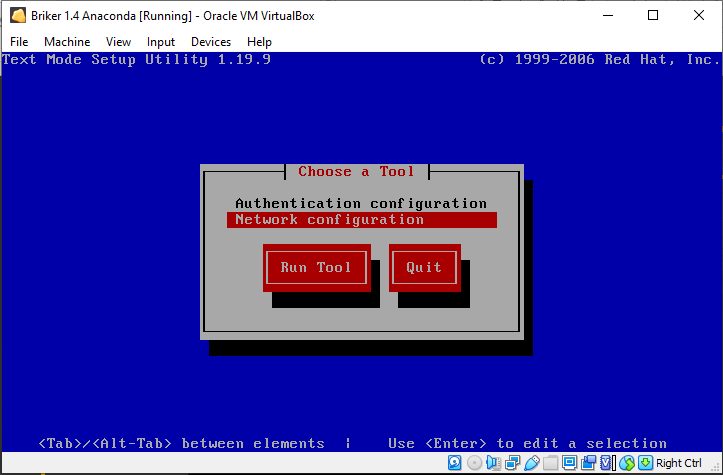 Briker 1.4 Anaconda [Running] - Oracle VM VirtualBox
File Machine View Input Devices Help
Text Mode Setup Utility 1.19.9 (c) 1999-2006 Red Hat, Inc.
Choose a Tool
Authentication configuration
Network configuration
Run Tool Quit
<Tab>/<Alt-Tab> between elements | Use <Enter> to edit a selection
Right Ctrl